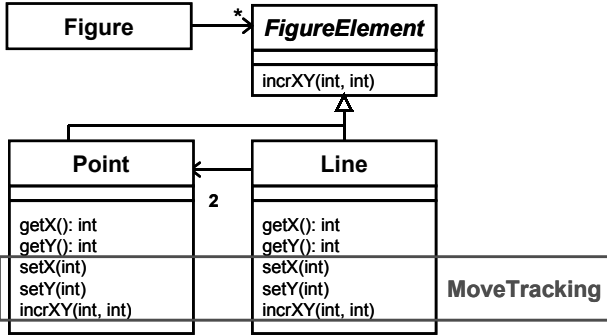 Figure
*
FigureElement
incrXY(int, int)
Point
2
Line
getX(): int
getY(): int
setX(int)
setY(int)
incrXY(int, int)
getX(): int
getY(): int
setX(int)
setY(int)
incrXY(int, int)
MoveTracking